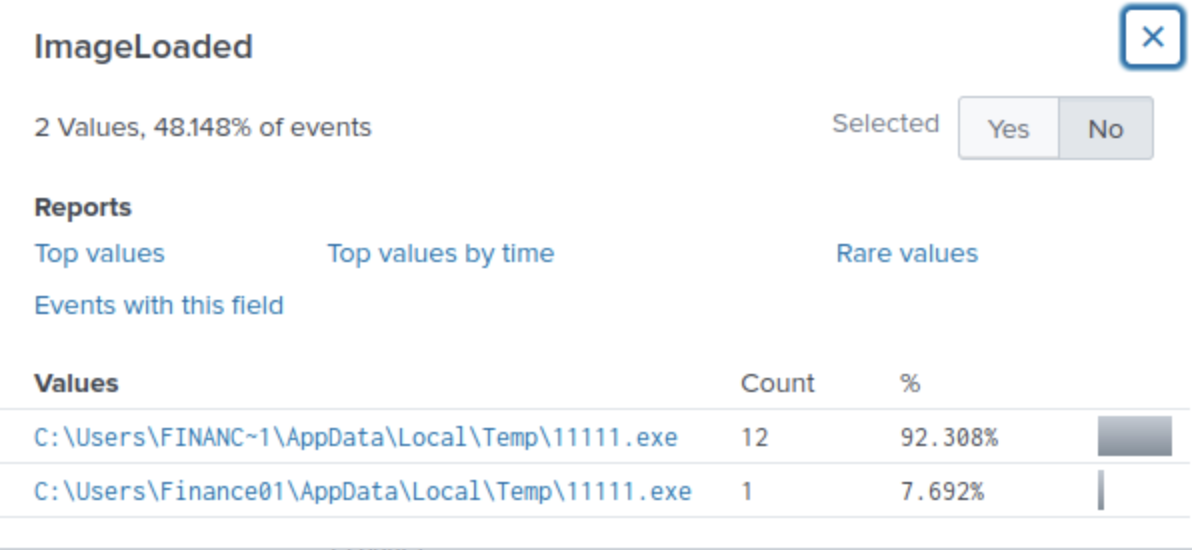 ImageLoaded
2 Values, 48.148% of events
Selected Yes No
Reports
Top values Top values by time Rare values
Events with this field
Values Count %
C:\Users\FINANC~1\AppData\Local\Temp\11111.exe 12 92.308%
C:\Users\Finance01\AppData\Local\Temp\11111.exe 1 7.692%